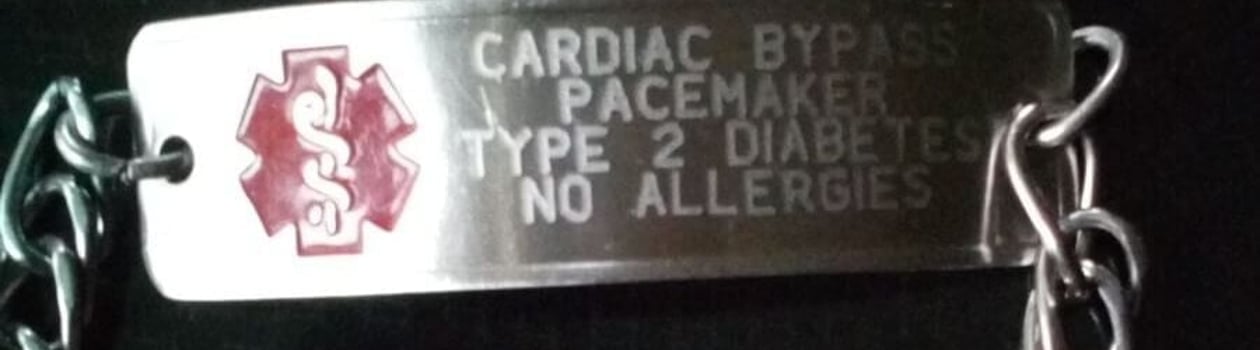 CARDIAC BYPASS
PACEMAKER
TYPE 2 DIABETES
NO ALLERGIES